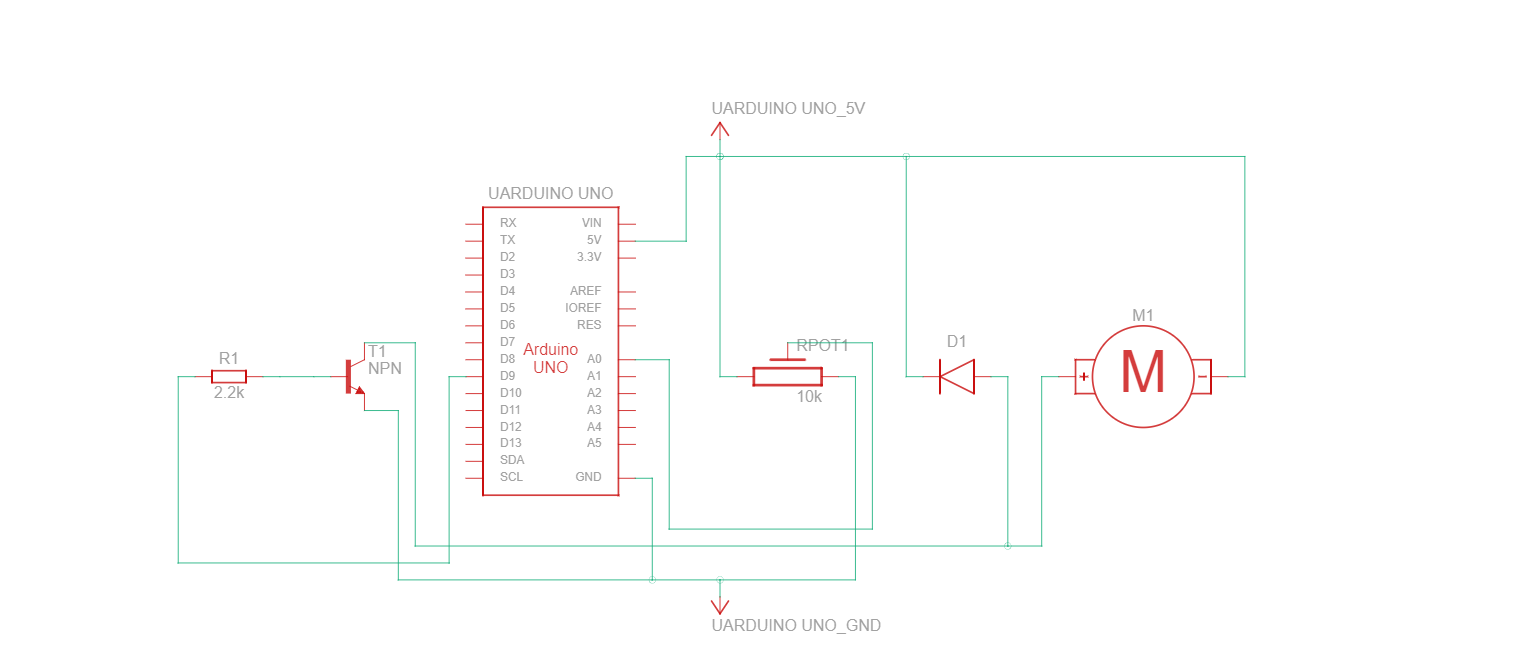 UARDUINO UNO_5V
UARDUINO UNO
RX
VIN
TX
5V
D2
3.3V
D3
D4
AREF
D5
IOREF
D6
RES
D7
D8
A0
D9
A1
D10
A2
D11
A3
D12
A4
D13
A5
SDA
SCL
GND
Arduino
UNO
R1
2.2k
T1
NPN
RPOT1
10k
D1
M1
+
M
-
UARDUINO UNO_GND